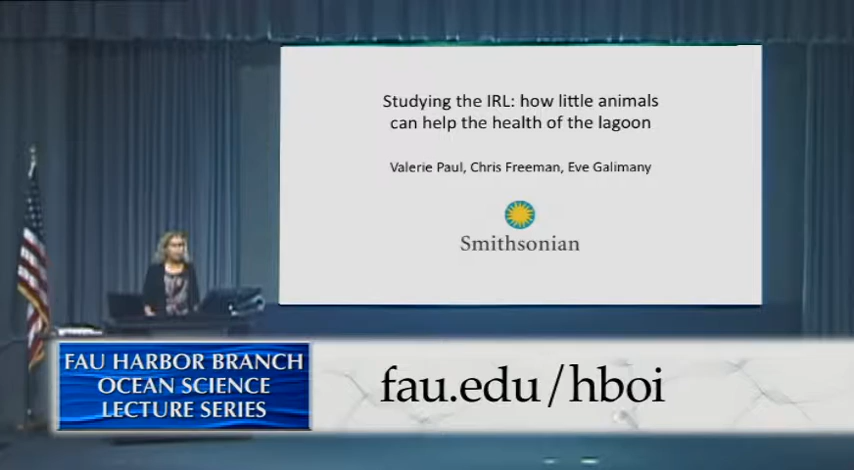 Studying the IRL: how little animals
can help the health of the lagoon
Valerie Paul, Chris Freeman, Eve Galimany
Smithsonian
FAU HARBOR BRANCH
OCEAN SCIENCE
LECTURE SERIES
fau.edu/hboi